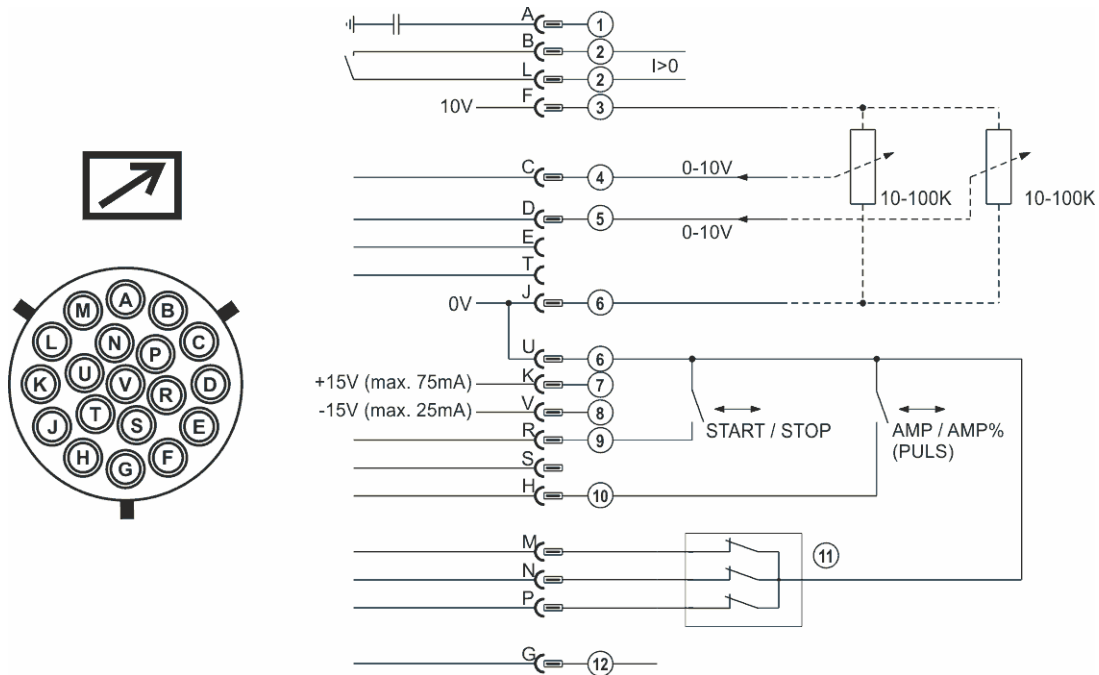 A 1
B 2
L 2 I>0
10V F 3
C 4 0-10V
10-100K 10-100K
D 5
0-10V
E
T
0V J 6
U 6
+15V (max. 75mA) K 7
-15V (max. 25mA) V 8
R 9 START / STOP AMP / AMP%
(PULS)
S
H 10
M 11
N
P
G 12
A
M B
L N P C
K U V R D
J T S E
H G F